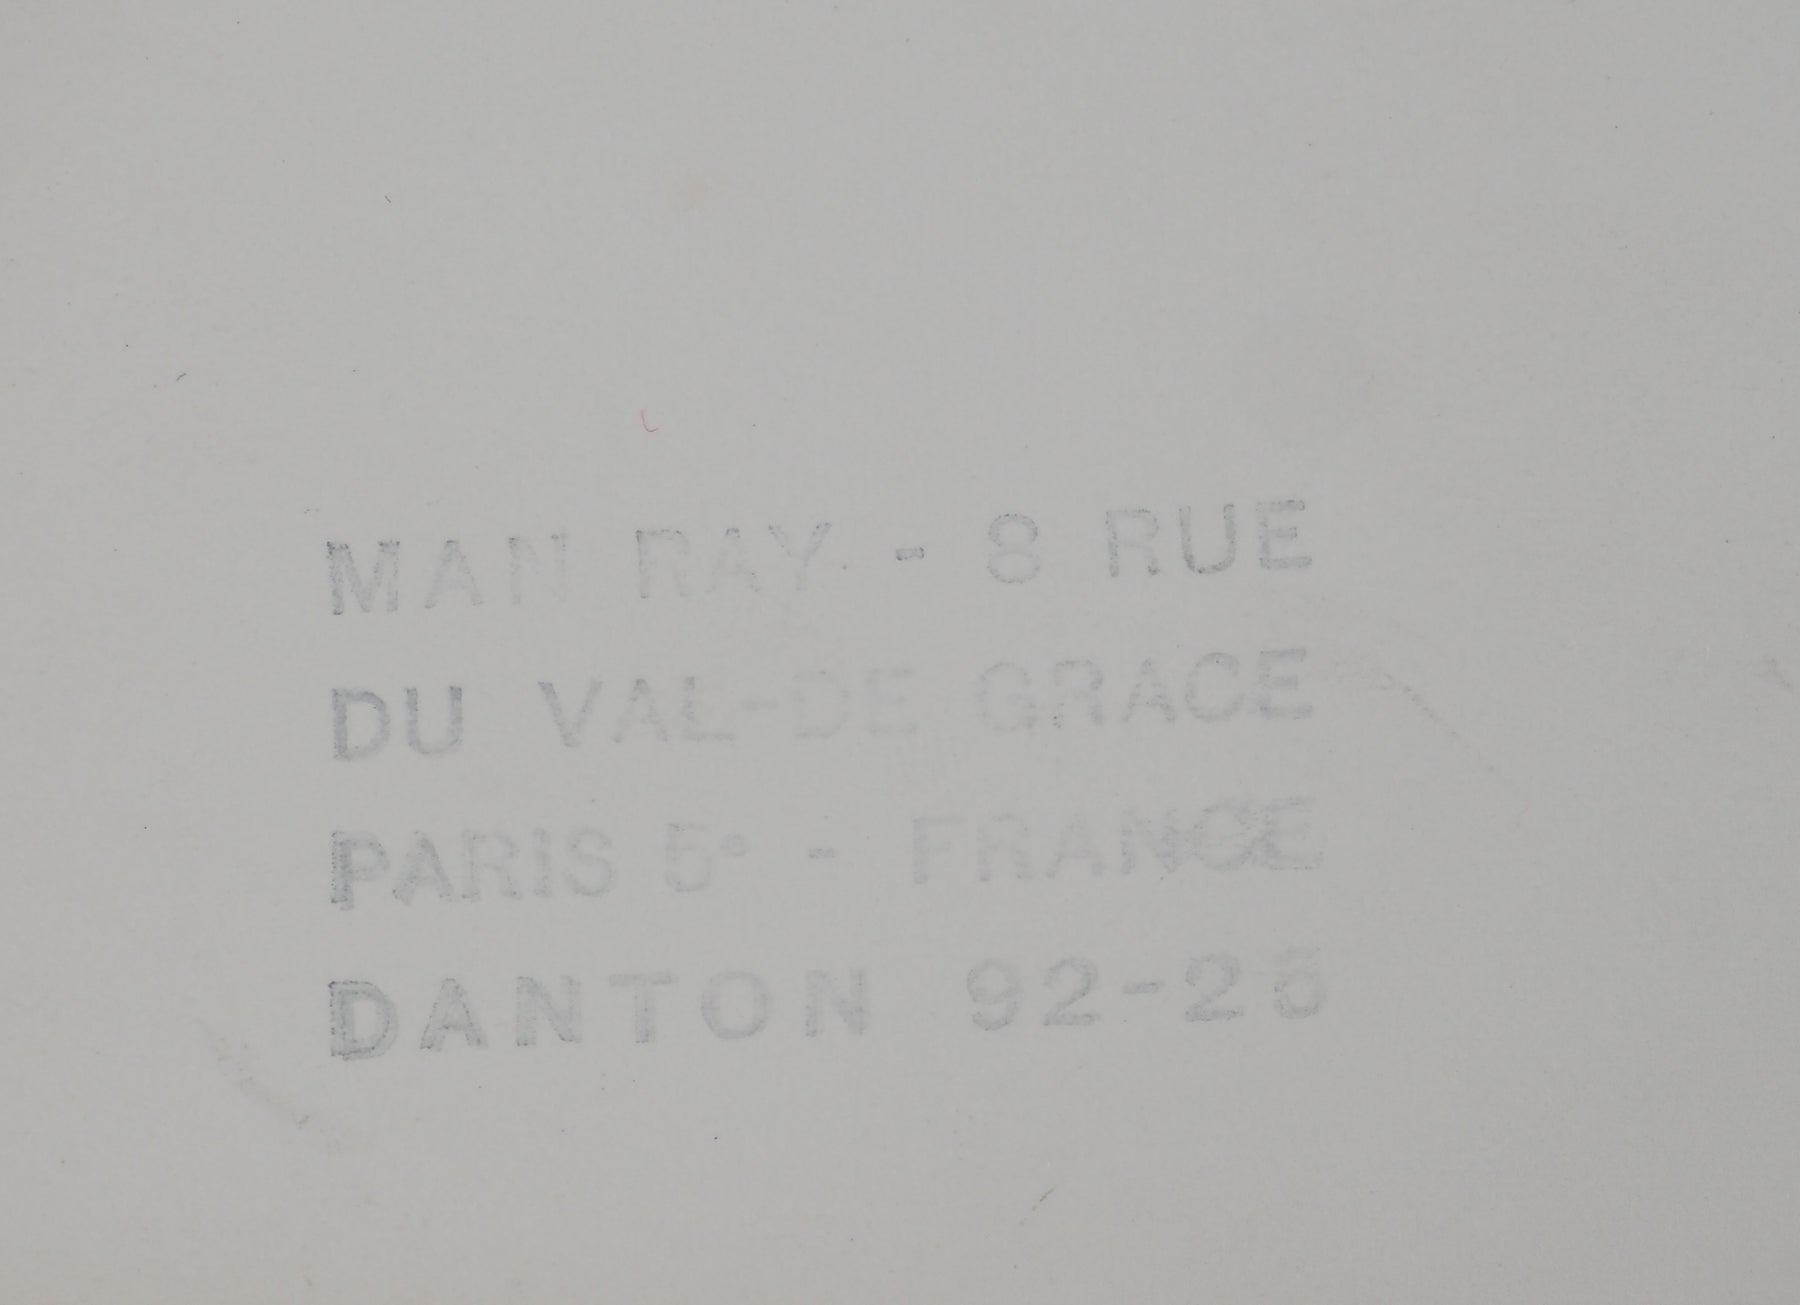 MAN RAY - 8 RUE
DU VAL-DE GRACE
PARIS 5° - FRANCE
DANTON 92-25